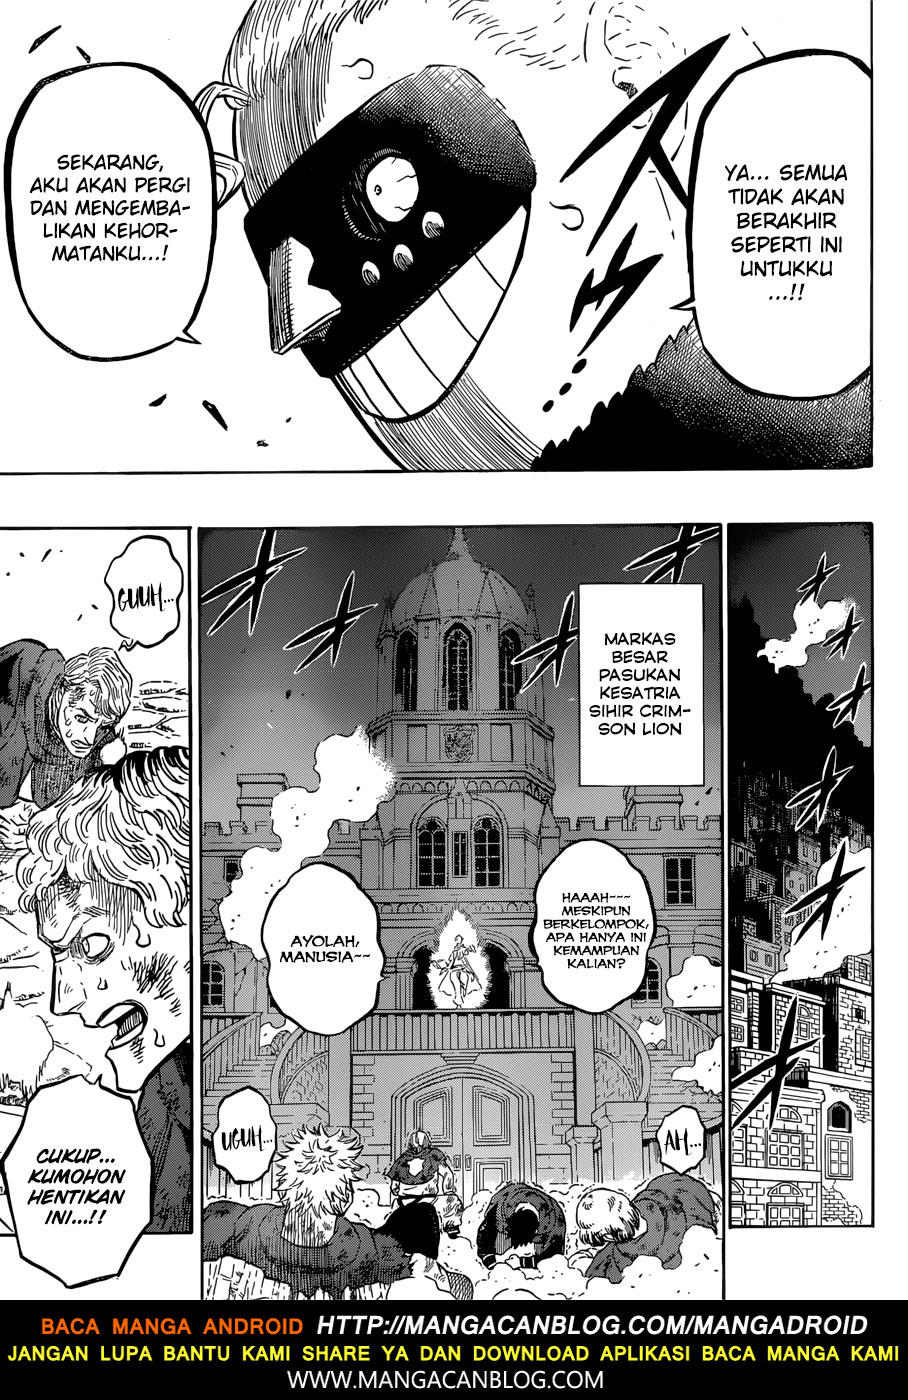 YA... SEMUA
TIDAK AKAN
BERAKHIR
SEPERTI INI
UNTUKKU
...!!
SEKARANG,
AKU AKAN PERGI
DAN MENGEMBA-
LIKAN KEHOR-
MATANKU...!
MARKAS
BESAR
PASUKAN
KESATRIA
SIHIR CRIM-
SON LION
HAAAH~~~
MESKIPUN
BERKELOMPOK,
APA HANYA INI
KEMAMPUAN
KALIAN?
AYOLAH,
MANUSIA~~
AH...
UGUH...
GUUH...
CUKUP...
KUMOHON
HENTIKAN
INI...!!
BACA MANGA ANDROID HTTP://MANGACANBLOG.COM/MANGADROID
JANGAN LUPA BANTU KAMI SHARE YA DAN DOWNLOAD APLIKASI BACA MANGA KAMI
WWW.MANGACANBLOG.COM